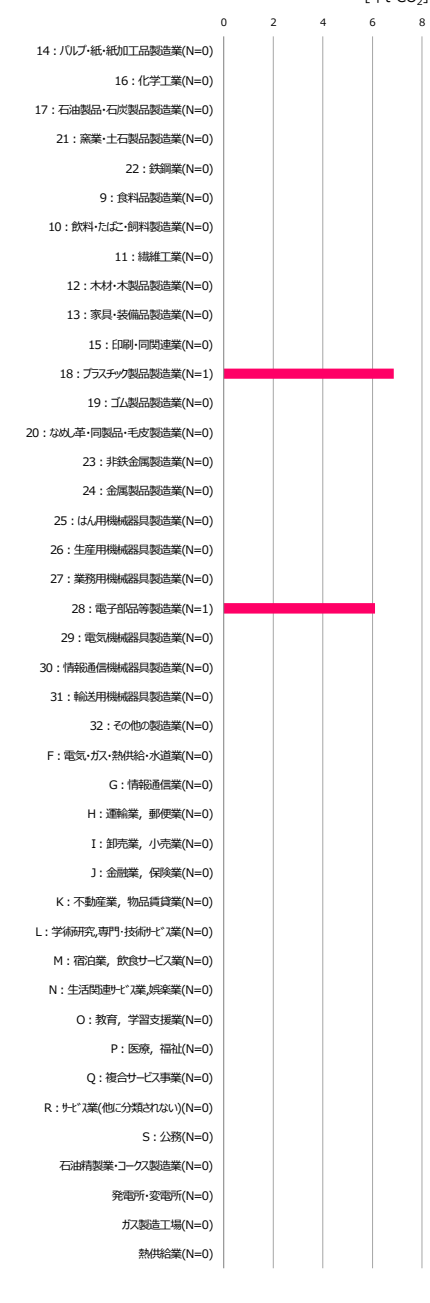 0 2 4 6 8
14：パルプ・紙・紙加工品製造業(N=0)
16：化学工業(N=0)
17：石油製品・石炭製品製造業(N=0)
21：窯業・土石製品製造業(N=0)
22：鉄鋼業(N=0)
9：食料品製造業(N=0)
10：飲料・たばこ・飼料製造業(N=0)
11：繊維工業(N=0)
12：木材・木製品製造業(N=0)
13：家具・装備品製造業(N=0)
15：印刷・同関連業(N=0)
18：プラスチック製品製造業(N=1)
19：ゴム製品製造業(N=0)
20：なめし革・同製品・毛皮製造業(N=0)
23：非鉄金属製造業(N=0)
24：金属製品製造業(N=0)
25：はん用機械器具製造業(N=0)
26：生産用機械器具製造業(N=0)
27：業務用機械器具製造業(N=0)
28：電子部品等製造業(N=1)
29：電気機械器具製造業(N=0)
30：情報通信機械器具製造業(N=0)
31：輸送用機械器具製造業(N=0)
32：その他の製造業(N=0)
F：電気・ガス・熱供給・水道業(N=0)
G：情報通信業(N=0)
H：運輸業，郵便業(N=0)
I：卸売業，小売業(N=0)
J：金融業，保険業(N=0)
K：不動産業，物品賃貸業(N=0)
L：学術研究,専門・技術ｻｰﾋﾞｽ業(N=0)
M：宿泊業，飲食サービス業(N=0)
N：生活関連ｻｰﾋﾞｽ業,娯楽業(N=0)
O：教育，学習支援業(N=0)
P：医療，福祉(N=0)
Q：複合サービス事業(N=0)
R：ｻｰﾋﾞｽ業(他に分類されない)(N=0)
S：公務(N=0)
石油精製業・コークス製造業(N=0)
発電所・変電所(N=0)
ガス製造工場(N=0)
熱供給業(N=0)